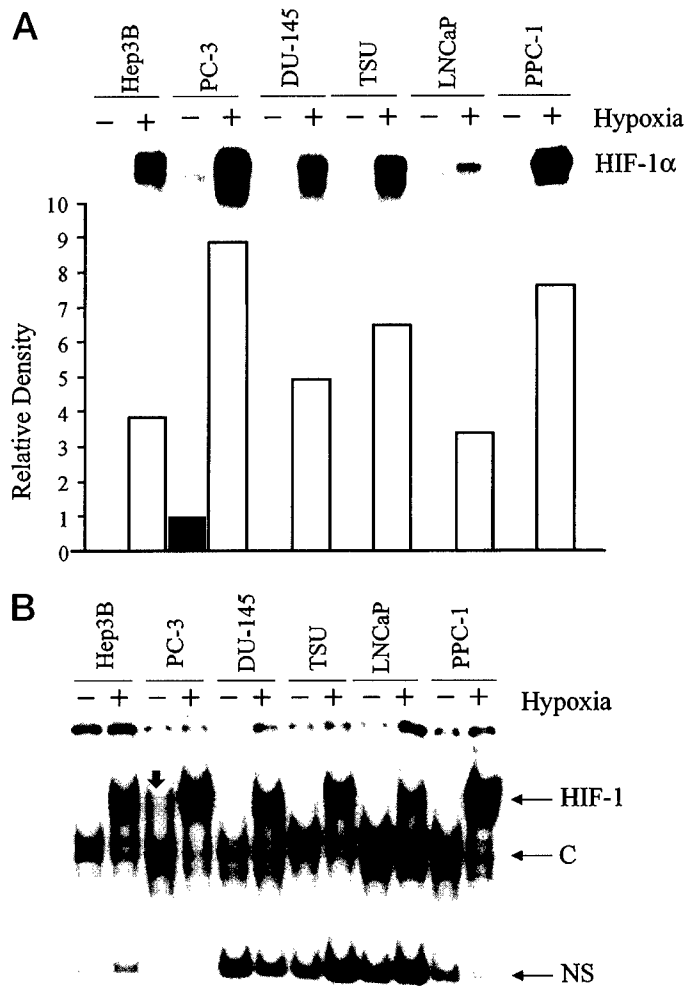 A
Hep3B PC-3 DU-145 TSU LNCaP PPC-1
− + − + − + − + − + − + Hypoxia
HIF-1α
10
9
8
7
6
5
4
3
2
1
0
Relative Density
B
Hep3B PC-3 DU-145 TSU LNCaP PPC-1
− + − + − + − + − + − + Hypoxia
HIF-1
C
NS